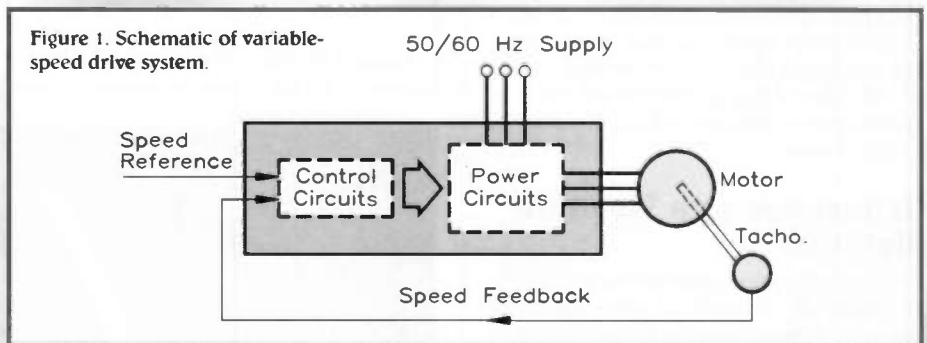 Figure 1. Schematic of variable-
speed drive system.
50/60 Hz Supply
Speed
Reference
Control
Circuits
Power
Circuits
Motor
Tacho.
Speed Feedback